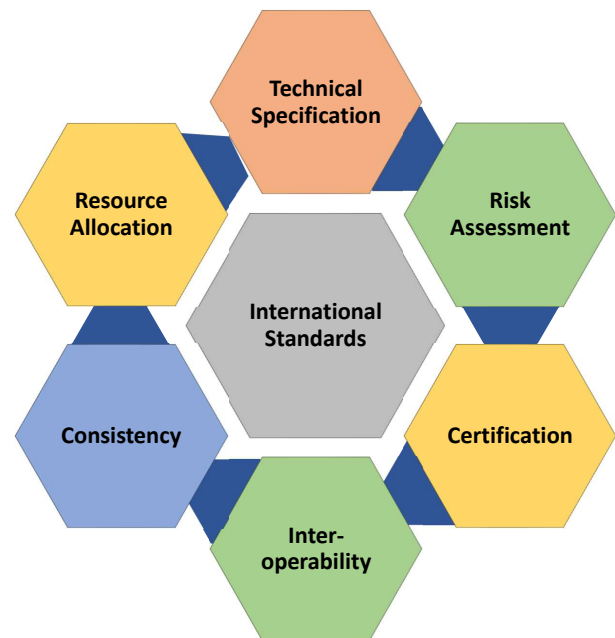 Technical
Specification
Resource
Allocation
Risk
Assessment
International
Standards
Consistency
Certification
Inter-
operability